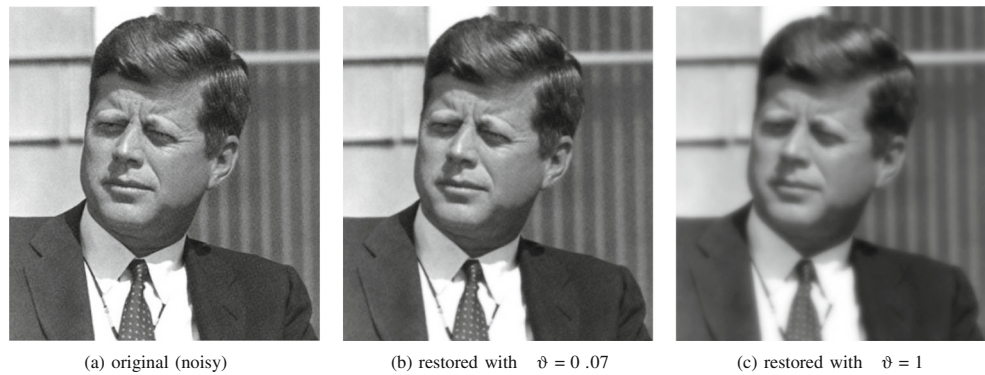 (a) original (noisy)
(b) restored with ϑ = 0 .07
(c) restored with ϑ = 1